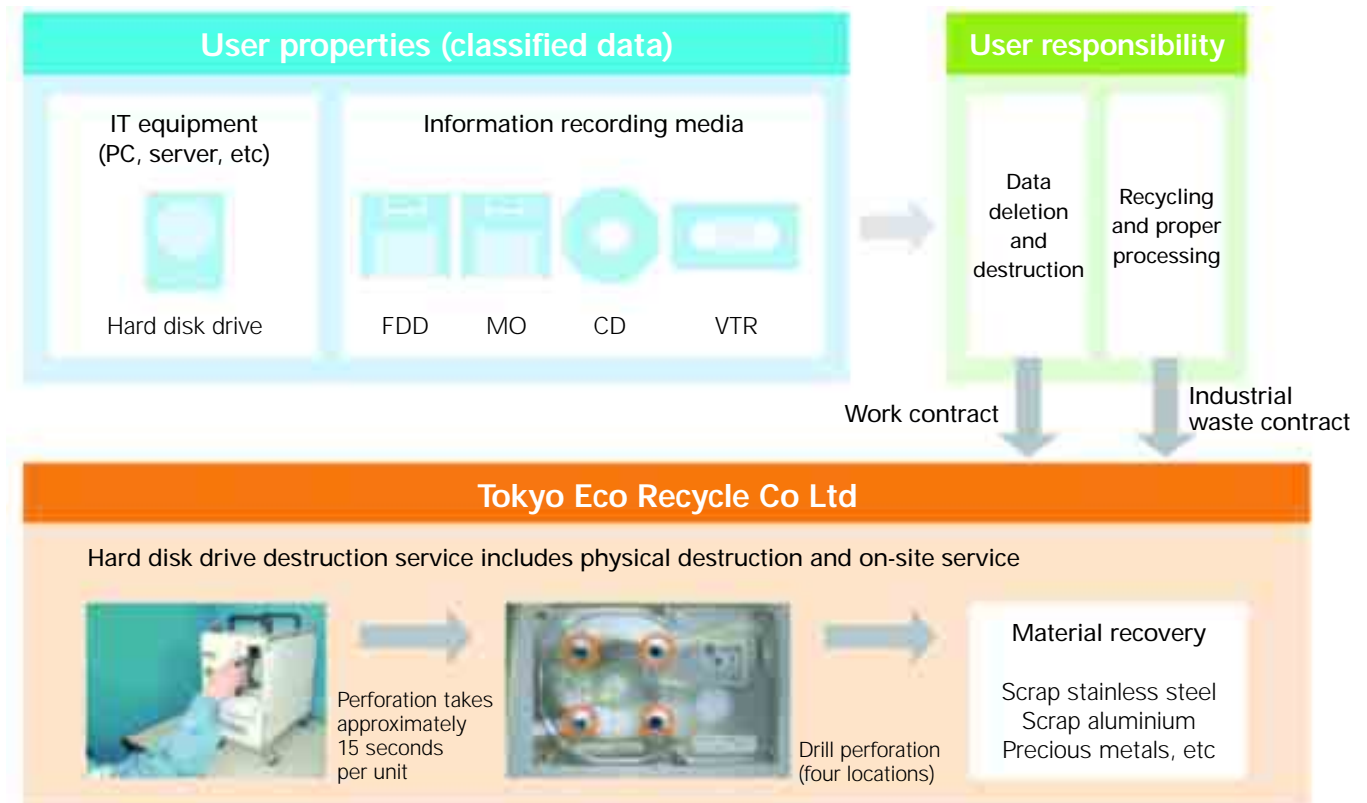 User properties (classified data)
IT equipment
(PC, server, etc)
Hard disk drive
Information recording media
FDD
MO
CD
VTR
User responsibility
Data
deletion
and
destruction
Recycling
and proper
processing
Work contract
Industrial
waste contract
Tokyo Eco Recycle Co Ltd
Hard disk drive destruction service includes physical destruction and on-site service
Perforation takes
approximately
15 seconds
per unit
Drill perforation
(four locations)
Material recovery
Scrap stainless steel
Scrap aluminium
Precious metals, etc